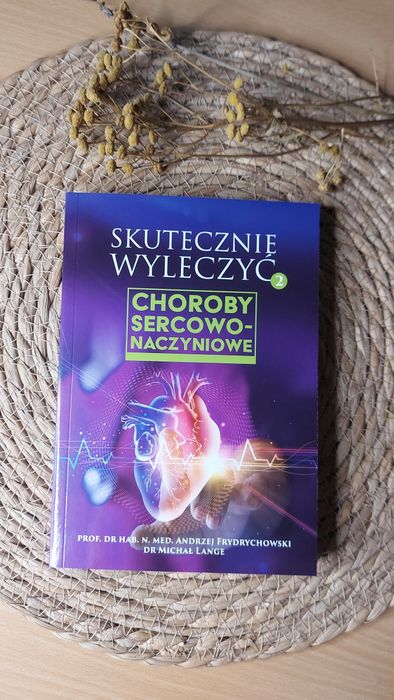 SKUTECZNIE
WYLECZYĆ 2
CHOROBY
SERCOWO-
NACZYNIOWE
PROF. DR HAB. N. MED. ANDRZEJ FRYDRYCHOWSKI
DR MICHAŁ LANGE